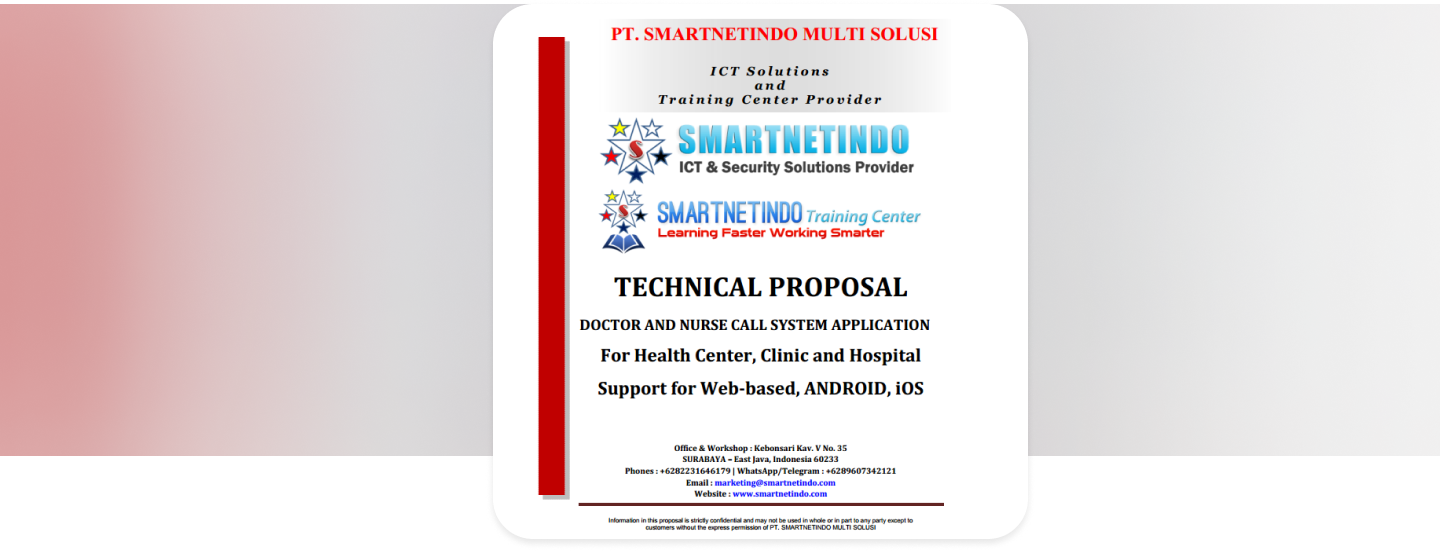 PT. SMARTNETINDO MULTI SOLUSI
ICT Solutions
and
Training Center Provider
S
SMARTNETINDO
ICT & Security Solutions Provider
S
SMARTNETINDO Training Center
Learning Faster Working Smarter
TECHNICAL PROPOSAL
DOCTOR AND NURSE CALL SYSTEM APPLICATION
For Health Center, Clinic and Hospital
Support for Web-based, ANDROID, iOS
Office & Workshop : Kebonsari Kav. V No. 35
SURABAYA – East Java, Indonesia 60233
Phones : +6282231646179 | WhatsApp/Telegram : +6289607342121
Email : marketing@smartnetindo.com
Website : www.smartnetindo.com
Information in this proposal is strictly confidential and may not be used in whole or in part to any party except to
customers without the express permission of PT. SMARTNETINDO MULTI SOLUSI